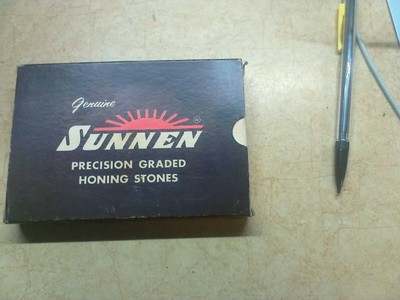 Genuine
SUNNEN
PRECISION GRADED
HONING STONES